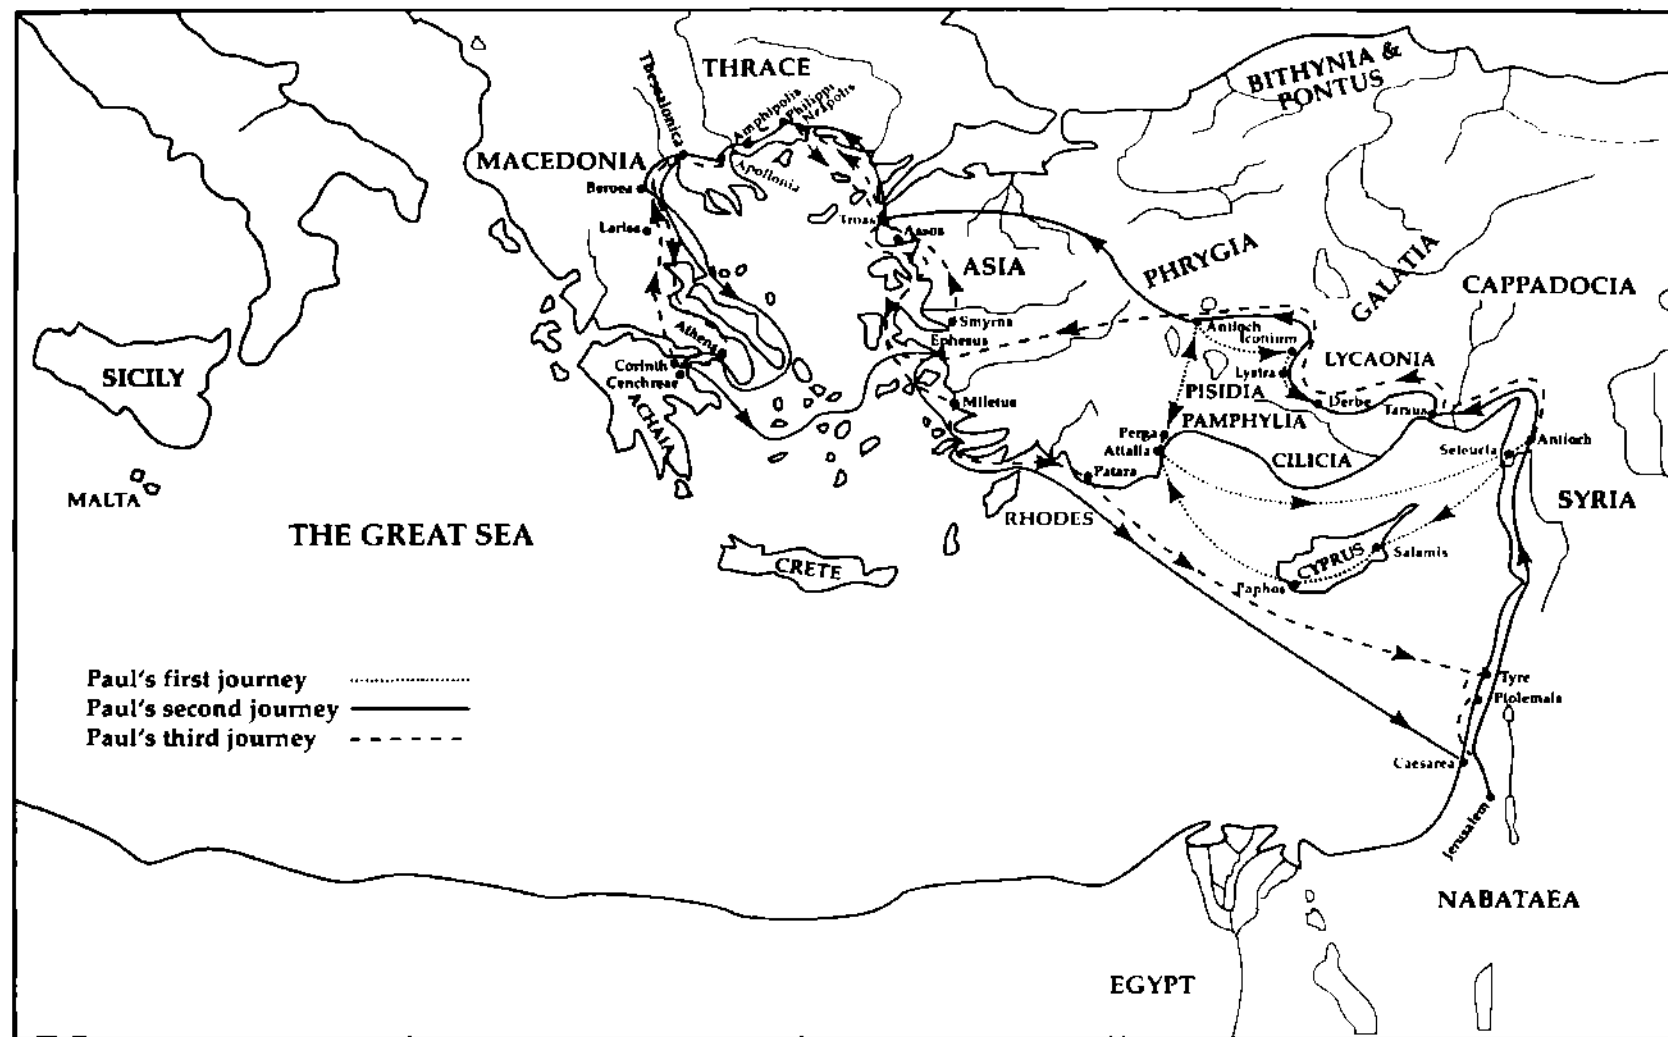 THRACE
BITHYNIA &
PONTUS
Thessalonica
Amphipolis
Philippi
Neapolis
MACEDONIA
Apollonia
Beroea
Larisa
Troas
Assos
ASIA
PHRYGIA
GALATIA
CAPPADOCIA
Smyrna
Ephesus
Antioch
Iconium
LYCAONIA
Lystra
PISIDIA
Derbe
Tarsus
Athens
Corinth
Cenchreae
ACHAIA
SICILY
Miletus
PAMPHYLIA
Perga
Attalia
CILICIA
Seleucia
Antioch
Patara
MALTA
SYRIA
RHODES
THE GREAT SEA
CRETE
CYPRUS
Salamis
Paphos
Paul's first journey
Paul's second journey
Paul's third journey
Tyre
Ptolemais
Caesarea
Jerusalem
NABATAEA
EGYPT